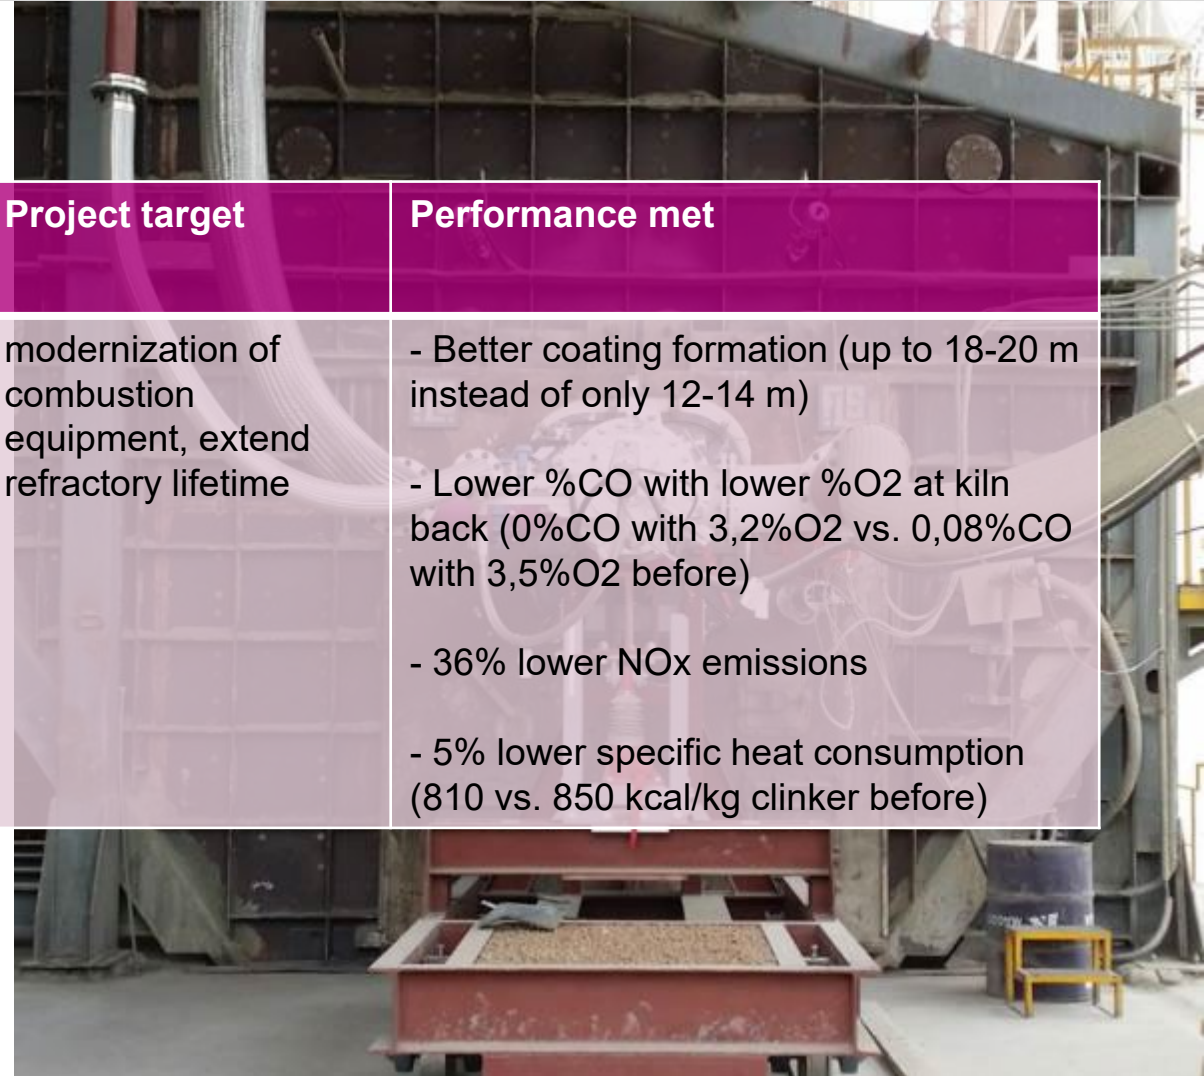 Project target
Performance met
modernization of
combustion
equipment, extend
refractory lifetime
- Better coating formation (up to 18-20 m
instead of only 12-14 m)
- Lower %CO with lower %O2 at kiln
back (0%CO with 3,2%O2 vs. 0,08%CO
with 3,5%O2 before)
- 36% lower NOx emissions
- 5% lower specific heat consumption
(810 vs. 850 kcal/kg clinker before)